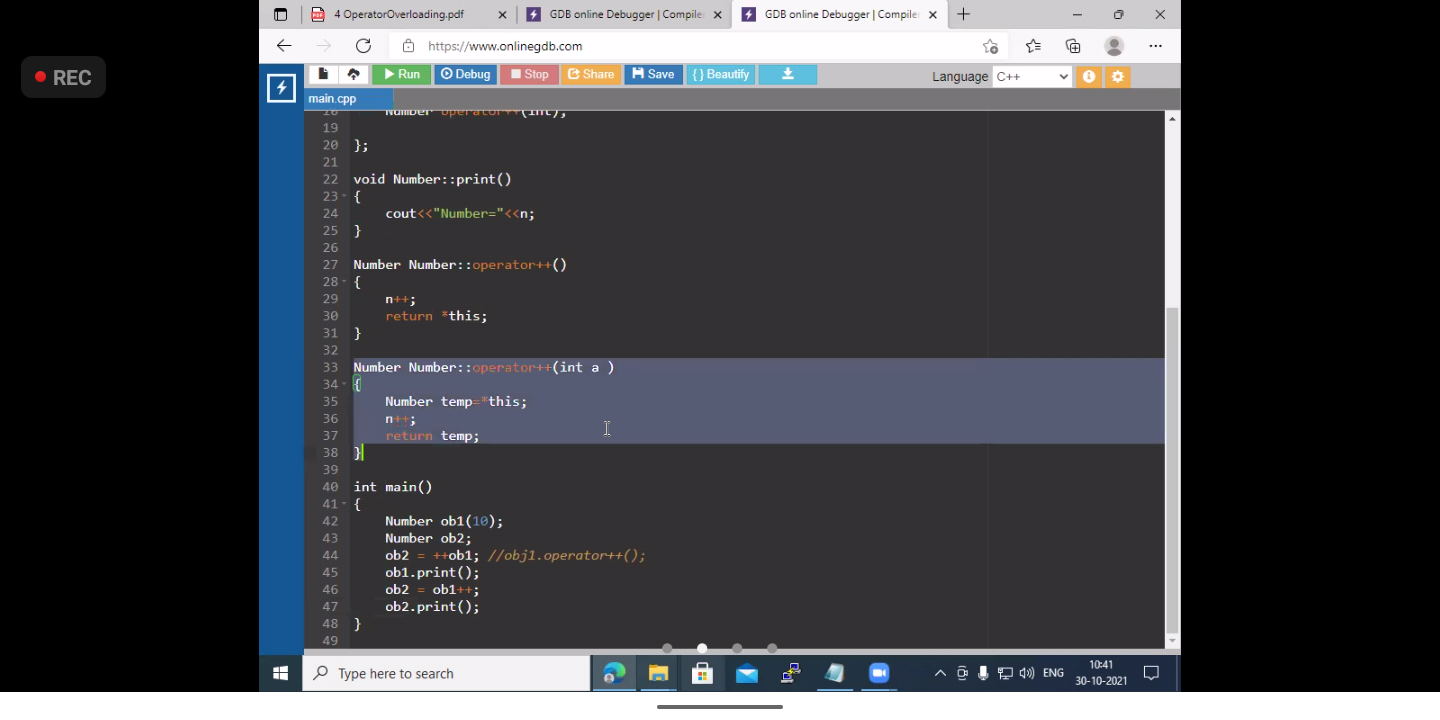 REC
4 OperatorOverloading.pdf
GDB online Debugger | Compiler
GDB online Debugger | Compiler
https://www.onlinegdb.com
Run
Debug
Stop
Share
Save
{ } Beautify
Language C++
main.cpp
18 Number operator++(int);
19
20 };
21
22 void Number::print()
23 {
24 cout<<"Number="<<n;
25 }
26
27 Number Number::operator++()
28 {
29 n++;
30 return *this;
31 }
32
33 Number Number::operator++(int a )
34 {
35 Number temp=*this;
36 n++;
37 return temp;
38 }
39
40 int main()
41 {
42 Number ob1(10);
43 Number ob2;
44 ob2 = ++ob1; //obj1.operator++();
45 ob1.print();
46 ob2 = ob1++;
47 ob2.print();
48 }
49
Type here to search
ENG
10:41
30-10-2021